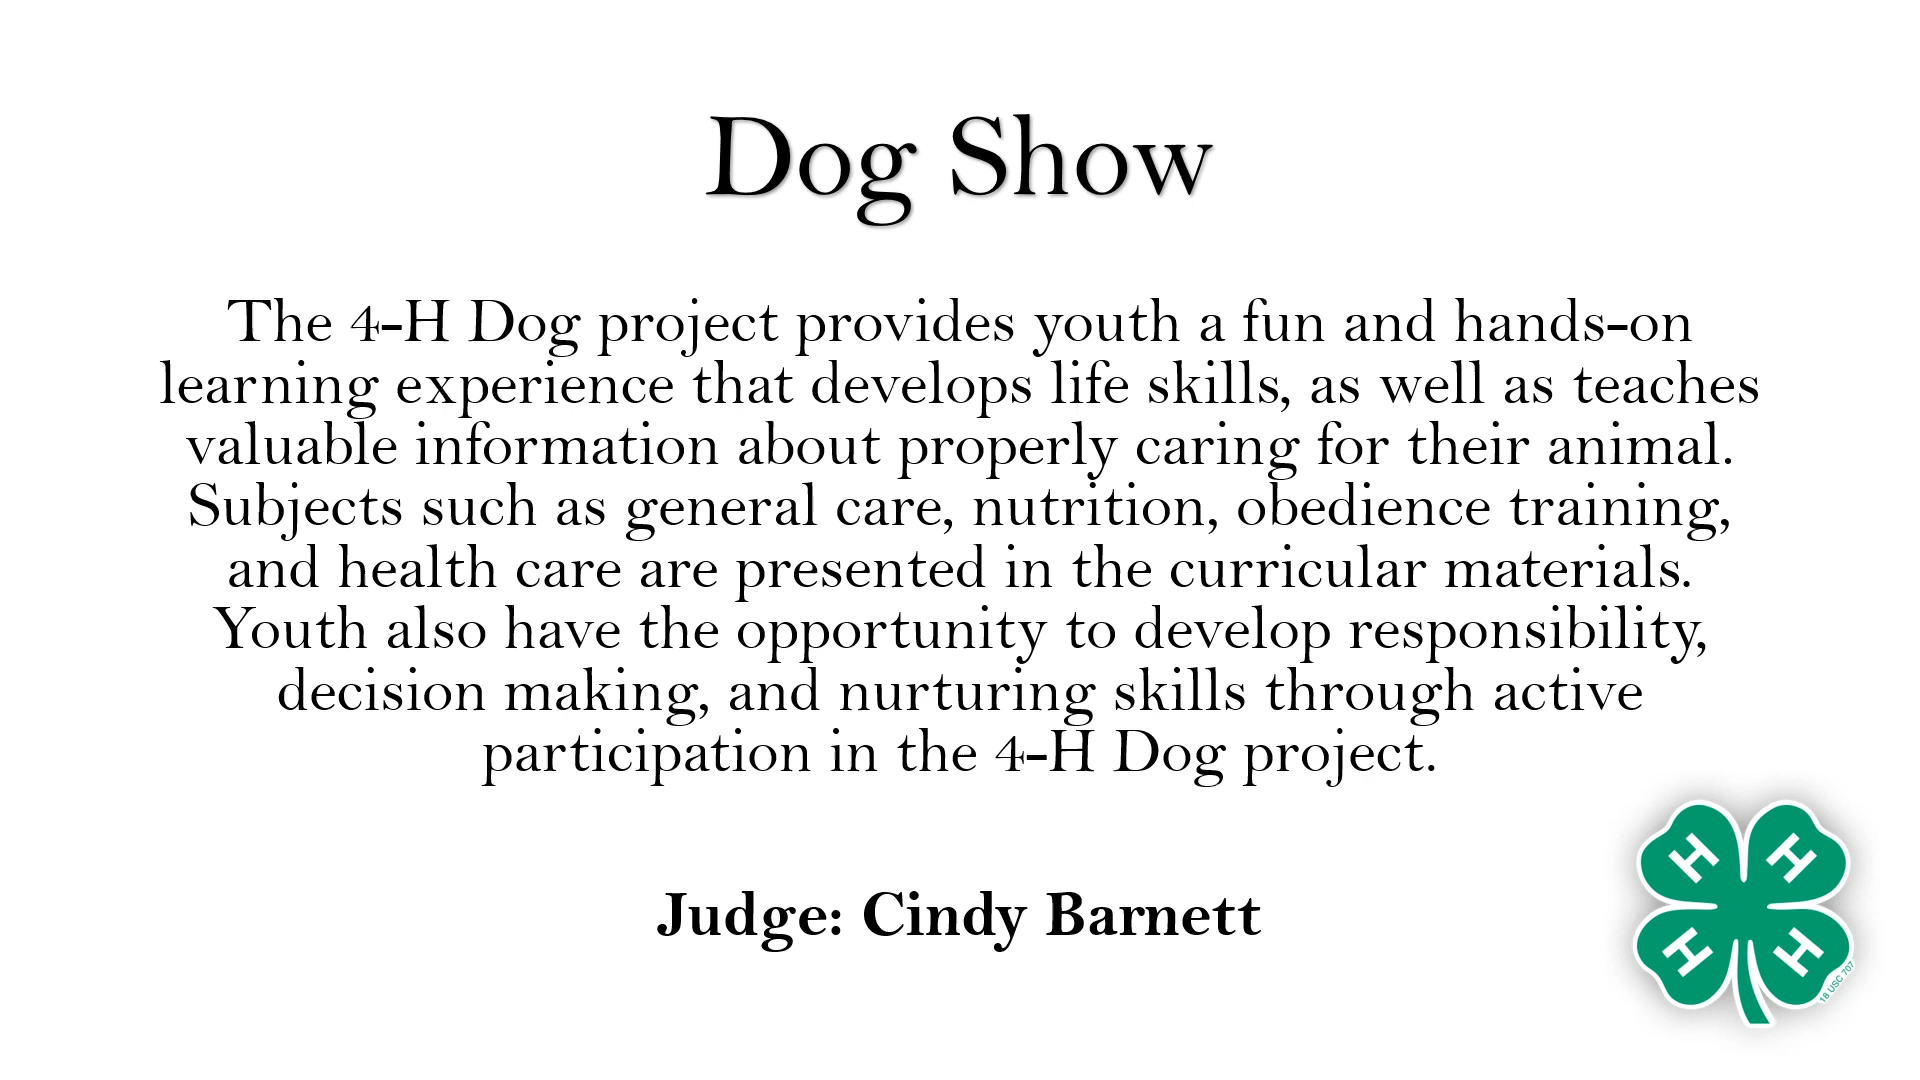 Dog Show
The 4-H Dog project provides youth a fun and hands-on
learning experience that develops life skills, as well as teaches
valuable information about properly caring for their animal.
Subjects such as general care, nutrition, obedience training,
and health care are presented in the curricular materials.
Youth also have the opportunity to develop responsibility,
decision making, and nurturing skills through active
participation in the 4-H Dog project.
Judge: Cindy Barnett
H H
H H
18 USC 707